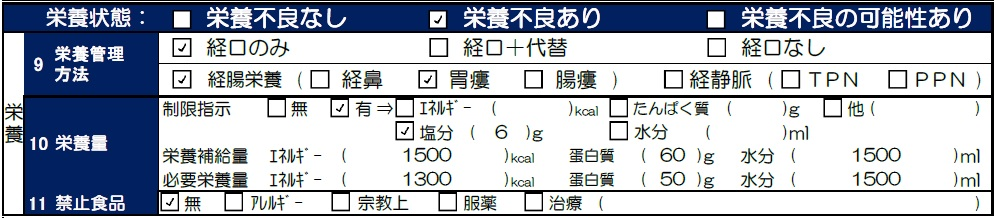 栄養状態： □ 栄養不良なし ☑ 栄養不良あり □ 栄養不良の可能性あり
栄養
9 栄養管理方法
☑ 経口のみ □ 経口＋代替 □ 経口なし
☑ 経腸栄養 ( □ 経鼻 ☑ 胃瘻 □ 腸瘻 ) □ 経静脈 ( □ TPN □ PPN )
10 栄養量
制限指示 □ 無 ☑ 有 ⇒ □ ｴﾈﾙｷﾞｰ ( )kcal □ たんぱく質 ( )g □ 他 ( )
☑ 塩分 ( 6 )g □ 水分 ( )ml
栄養補給量 ｴﾈﾙｷﾞｰ ( 1500 )kcal 蛋白質 ( 60 )g 水分 ( 1500 )ml
必要栄養量 ｴﾈﾙｷﾞｰ ( 1300 )kcal 蛋白質 ( 50 )g 水分 ( 1500 )ml
11 禁止食品 ☑ 無 □ ｱﾚﾙｷﾞｰ □ 宗教上 □ 服薬 □ 治療 (